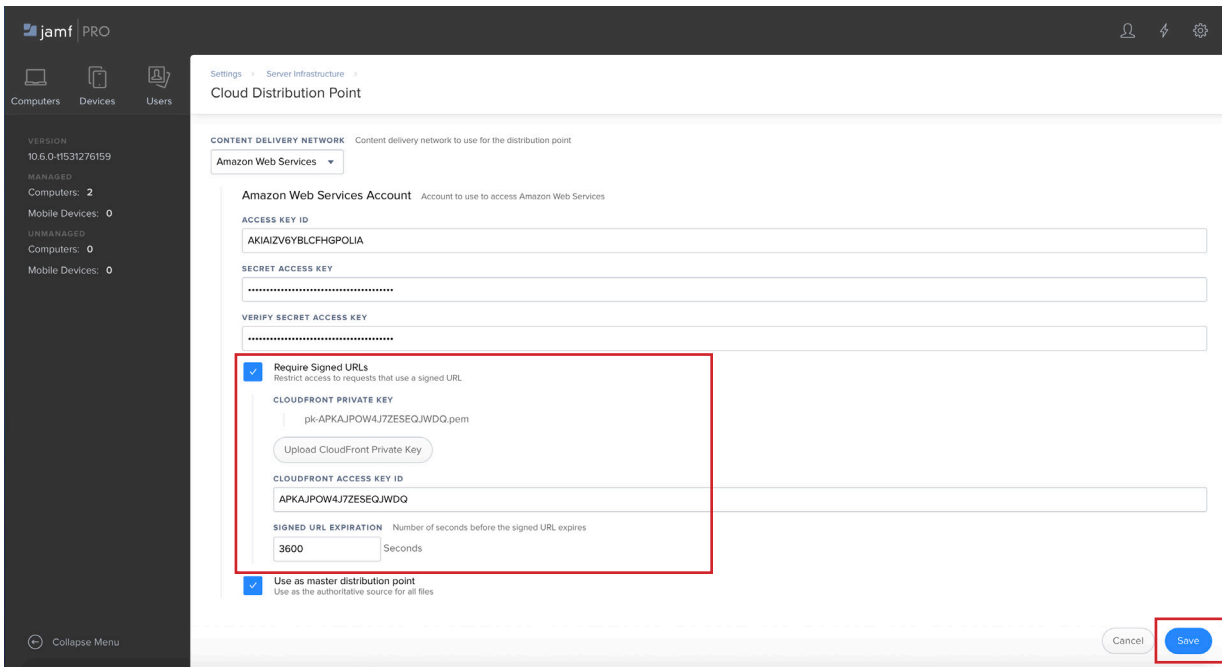 jamf PRO
Computers Devices Users
VERSION
10.6.0-t1531276159
MANAGED
Computers: 2
Mobile Devices: 0
UNMANAGED
Computers: 0
Mobile Devices: 0
Collapse Menu
Settings > Server Infrastructure >
Cloud Distribution Point
CONTENT DELIVERY NETWORK Content delivery network to use for the distribution point
Amazon Web Services
Amazon Web Services Account Account to use to access Amazon Web Services
ACCESS KEY ID
AKIAIZV6YBLCFHGPOLIA
SECRET ACCESS KEY
VERIFY SECRET ACCESS KEY
Require Signed URLs
Restrict access to requests that use a signed URL
CLOUDFRONT PRIVATE KEY
pk-APKAJPOW4J7ZESEQJWDQ.pem
Upload CloudFront Private Key
CLOUDFRONT ACCESS KEY ID
APKAJPOW4J7ZESEQJWDQ
SIGNED URL EXPIRATION Number of seconds before the signed URL expires
3600 Seconds
Use as master distribution point
Use as the authoritative source for all files
Cancel Save